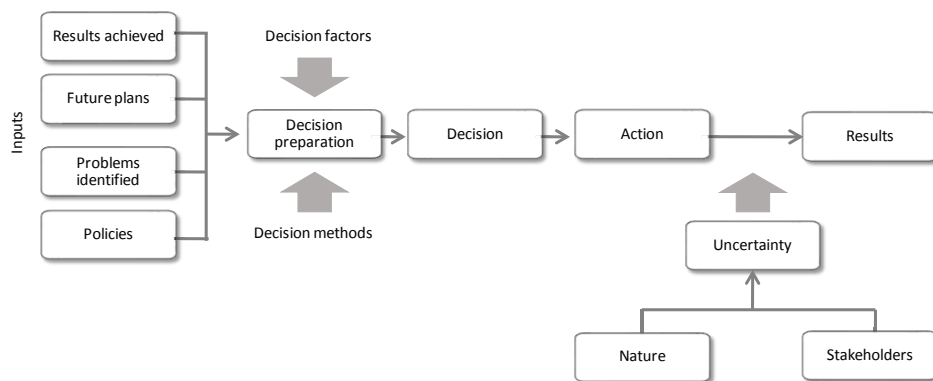 Inputs
Results achieved
Future plans
Problems
identified
Policies
Decision factors
Decision
preparation
Decision methods
Decision
Action
Results
Uncertainty
Nature
Stakeholders